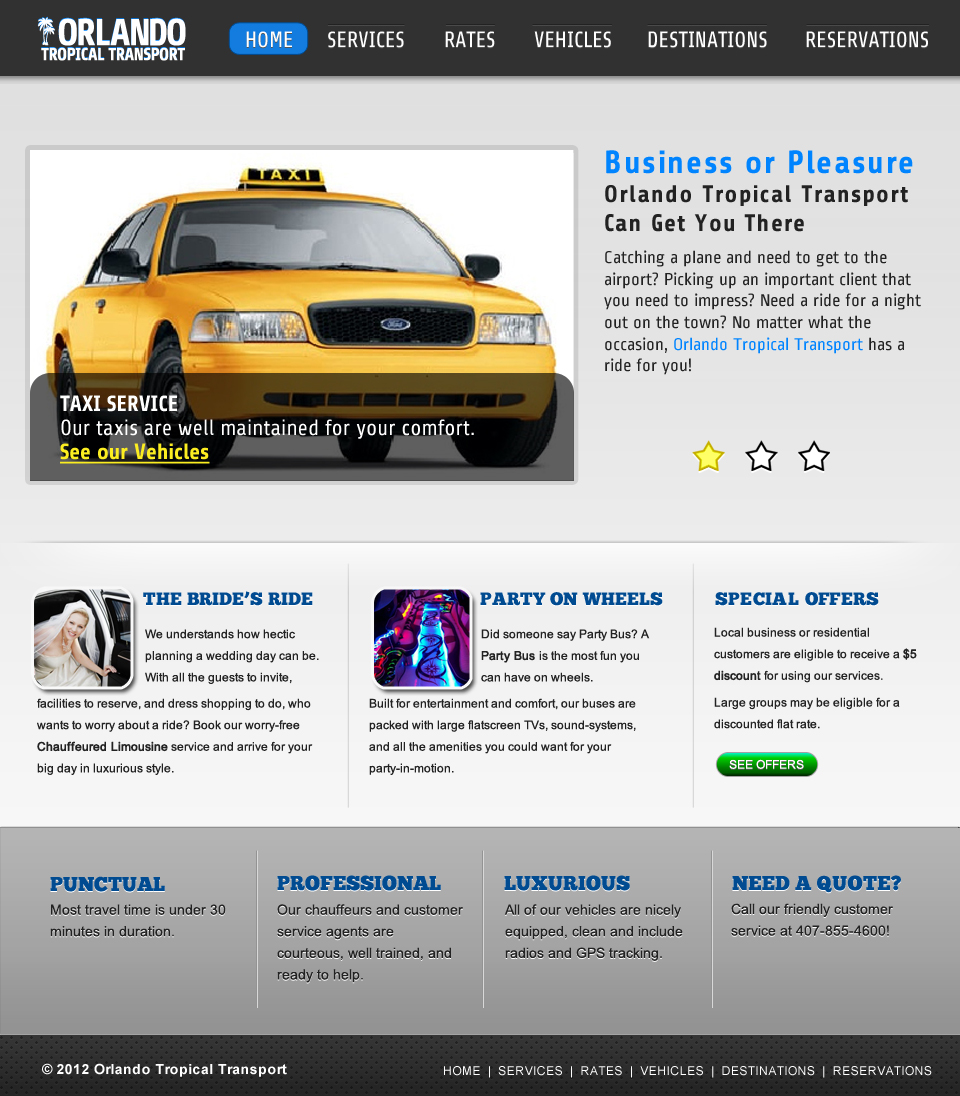 ORLANDO
TROPICAL TRANSPORT
HOME SERVICES RATES VEHICLES DESTINATIONS RESERVATIONS
TAXI
Ford
TAXI SERVICE
Our taxis are well maintained for your comfort.
See our Vehicles
Business or Pleasure
Orlando Tropical Transport
Can Get You There
Catching a plane and need to get to the
airport? Picking up an important client that
you need to impress? Need a ride for a night
out on the town? No matter what the
occasion, Orlando Tropical Transport has a
ride for you!
THE BRIDE'S RIDE
We understands how hectic
planning a wedding day can be.
With all the guests to invite,
facilities to reserve, and dress shopping to do, who
wants to worry about a ride? Book our worry-free
Chauffeured Limousine service and arrive for your
big day in luxurious style.
PARTY ON WHEELS
Did someone say Party Bus? A
Party Bus is the most fun you
can have on wheels.
Built for entertainment and comfort, our buses are
packed with large flatscreen TVs, sound-systems,
and all the amenities you could want for your
party-in-motion.
SPECIAL OFFERS
Local business or residential
customers are eligible to receive a $5
discount for using our services.
Large groups may be eligible for a
discounted flat rate.
SEE OFFERS
PUNCTUAL
Most travel time is under 30
minutes in duration.
PROFESSIONAL
Our chauffeurs and customer
service agents are
courteous, well trained, and
ready to help.
LUXURIOUS
All of our vehicles are nicely
equipped, clean and include
radios and GPS tracking.
NEED A QUOTE?
Call our friendly customer
service at 407-855-4600!
© 2012 Orlando Tropical Transport
HOME | SERVICES | RATES | VEHICLES | DESTINATIONS | RESERVATIONS